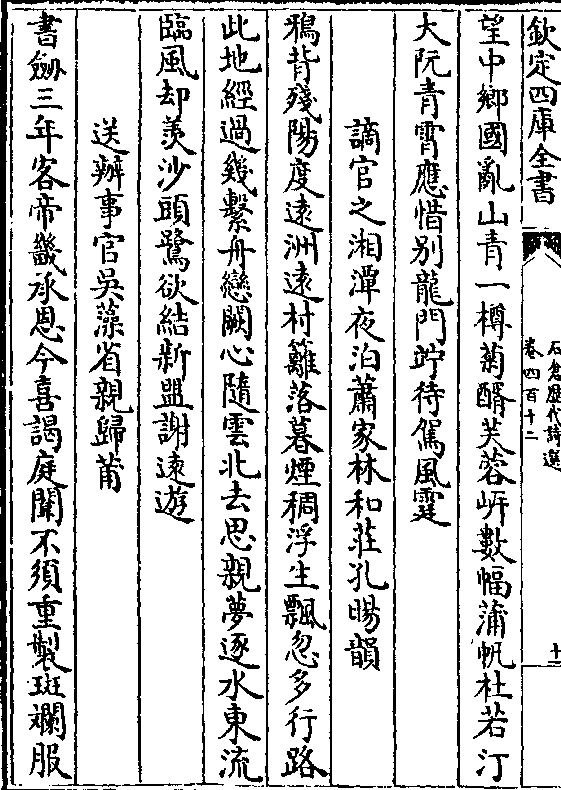 欽定四庫全書
石倉歷代詩選
卷四百十二
十一
望中鄉國亂山青一樽菊酹芙蓉岍數幅蒲帆杜若汀
大阮青霄應惜别龍門竚待駕風霆
謫官之湘潭夜泊蕭家林和莊孔暘韻
鴉背殘陽度遠洲遠村籬落暮煙稠浮生飄忽多行路
此地經過幾繫舟戀闕心隨雲北去思親夢逐水東流
臨風却羨沙頭鷺欲結新盟謝遠遊
送辦事官吳藻省親歸莆
書劒三年客帝畿承恩今喜謁庭闈不須重製斑斕服